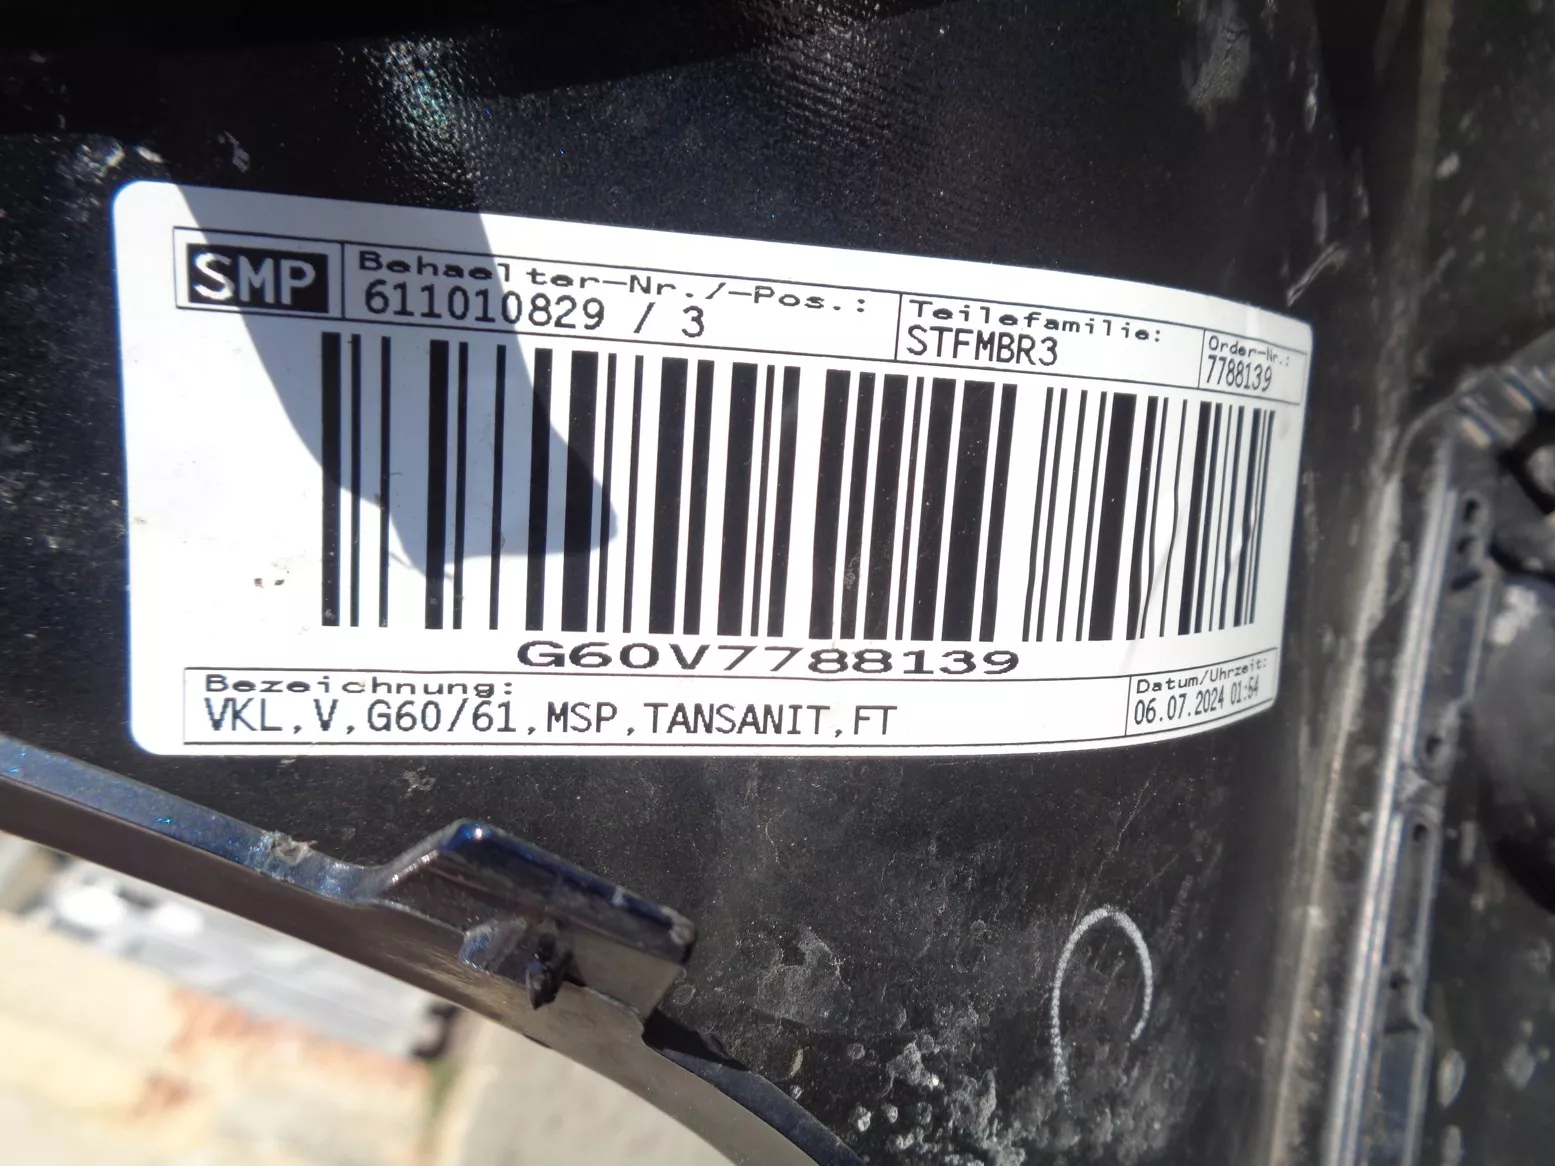 SMP
Behaelter-Nr./-Pos.:
611010829 / 3
Teilefamilie:
STFMBR3
Order-Nr.:
7788139
G60V7788139
Bezeichnung:
VKL,V,G60/61,MSP,TANSANIT,FT
Datum/Uhrzeit:
06.07.2024 01:54